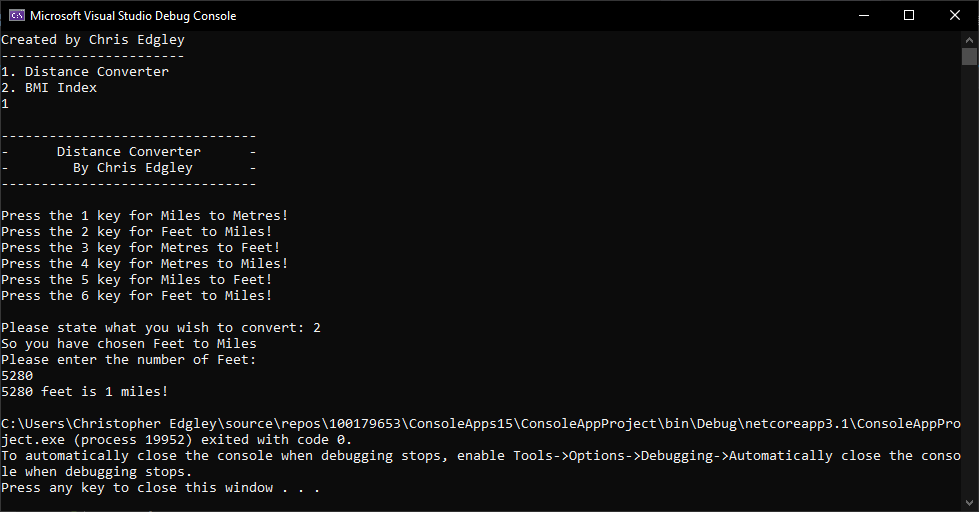 Microsoft Visual Studio Debug Console
Created by Chris Edgley
-----------------------
1. Distance Converter
2. BMI Index
1
--------------------------------
-      Distance Converter      -
-        By Chris Edgley       -
--------------------------------
Press the 1 key for Miles to Metres!
Press the 2 key for Feet to Miles!
Press the 3 key for Metres to Feet!
Press the 4 key for Metres to Miles!
Press the 5 key for Miles to Feet!
Press the 6 key for Feet to Miles!
Please state what you wish to convert: 2
So you have chosen Feet to Miles
Please enter the number of Feet:
5280
5280 feet is 1 miles!
C:\Users\Christopher Edgley\source\repos\100179653\ConsoleApps15\ConsoleAppProject\bin\Debug\netcoreapp3.1\ConsoleAppPro
ject.exe (process 19952) exited with code 0.
To automatically close the console when debugging stops, enable Tools->Options->Debugging->Automatically close the conso
le when debugging stops.
Press any key to close this window . . .